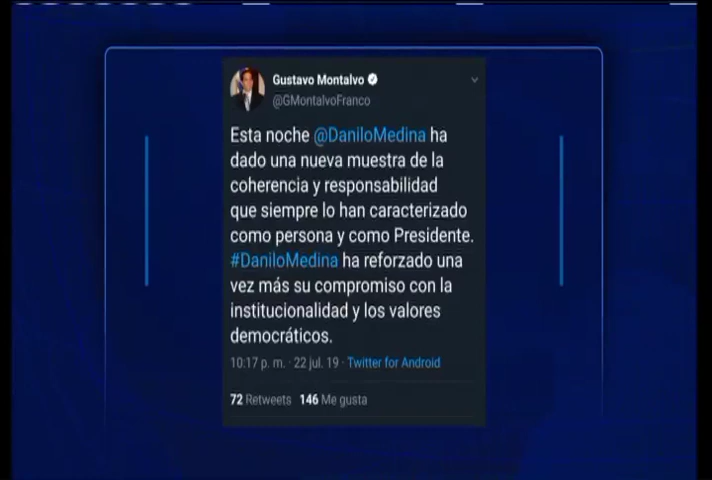 Gustavo Montalvo
@GMontalvoFranco
Esta noche @DaniloMedina ha
dado una nueva muestra de la
coherencia y responsabilidad
que siempre lo han caracterizado
como persona y como Presidente.
#DaniloMedina ha reforzado una
vez más su compromiso con la
institucionalidad y los valores
democráticos.
10:17 p. m. · 22 jul. 19 · Twitter for Android
72 Retweets 146 Me gusta